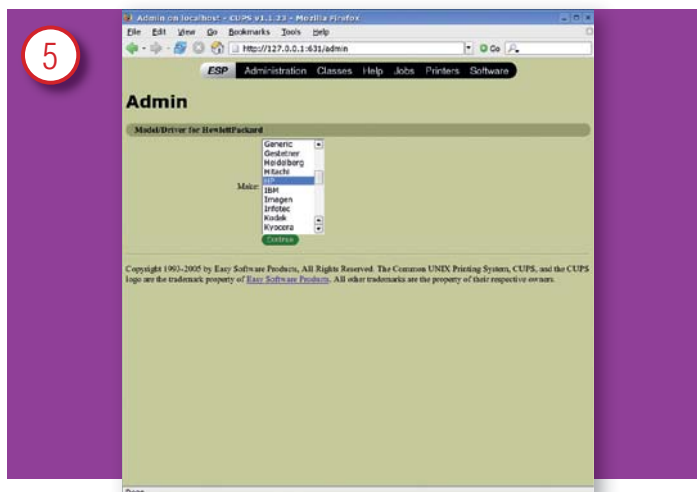 5
Admin on localhost - CUPS v1.1.23 - Mozilla Firefox
File Edit View Go Bookmarks Tools Help
http://127.0.0.1:631/admin
Go
ESP Administration Classes Help Jobs Printers Software
Admin
Model/Driver for HewlettPackard
Make:
Generic
Gestetner
Heidelberg
Hitachi
HP
IBM
Imagen
Infotec
Kodak
Kyocera
Continue
Copyright 1993-2005 by Easy Software Products, All Rights Reserved. The Common UNIX Printing System, CUPS, and the CUPS
logo are the trademark property of Easy Software Products. All other trademarks are the property of their respective owners.
Done